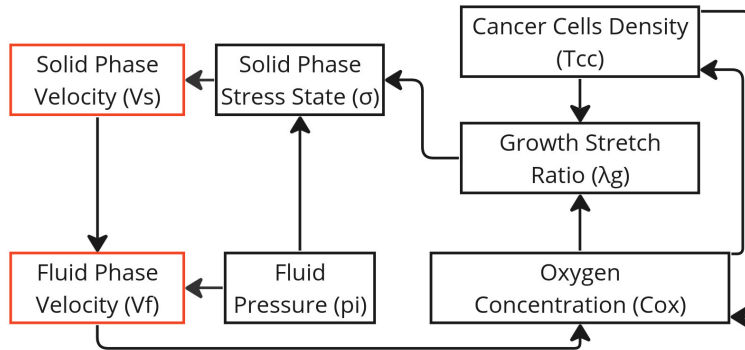 Cancer Cells Density
(Tcc)
Solid Phase
Velocity (Vs)
Solid Phase
Stress State (σ)
Growth Stretch
Ratio (λg)
Fluid Phase
Velocity (Vf)
Fluid
Pressure (pi)
Oxygen
Concentration (Cox)